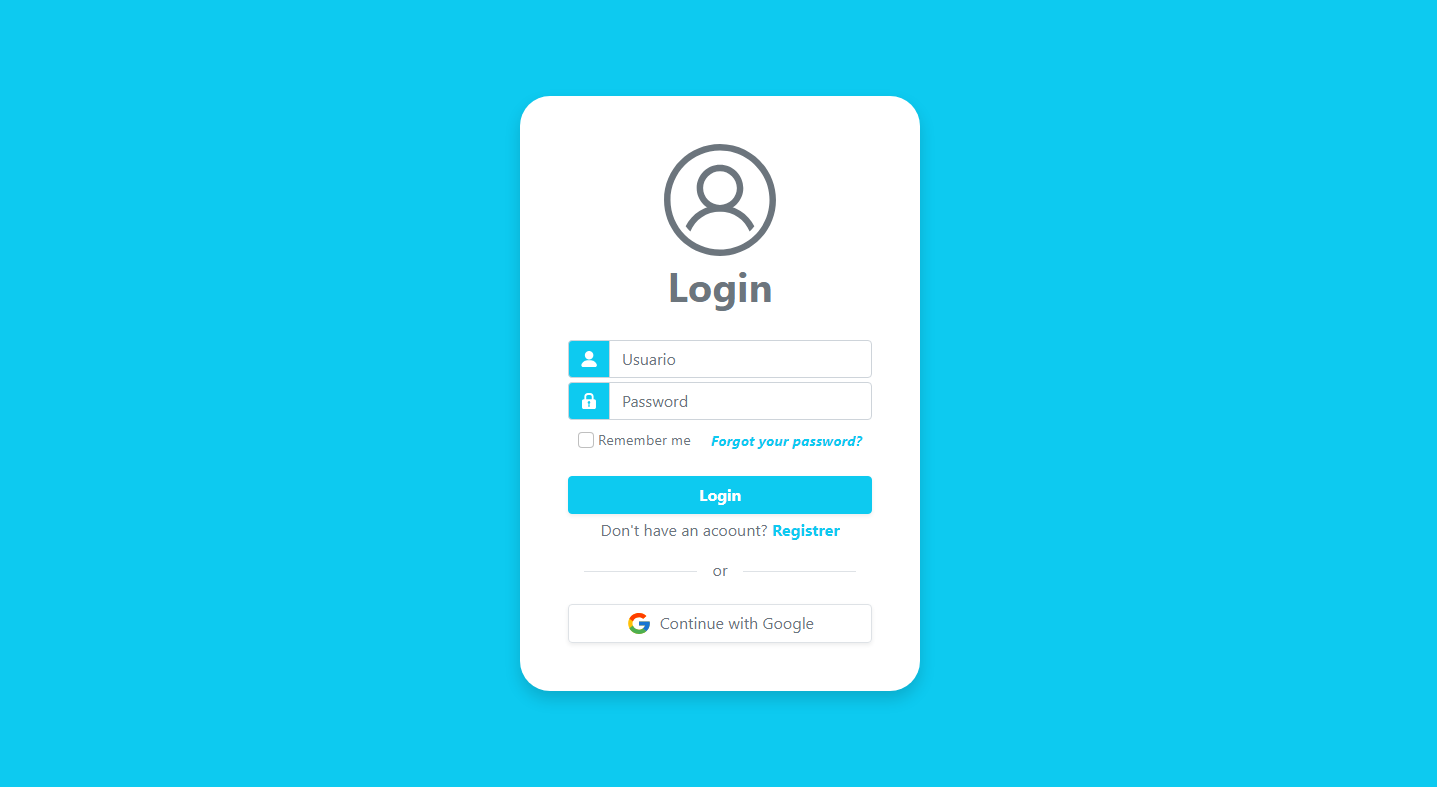 Login
Usuario
Password
Remember me Forgot your password?
Login
Don't have an acoount? Registrer
or
Continue with Google